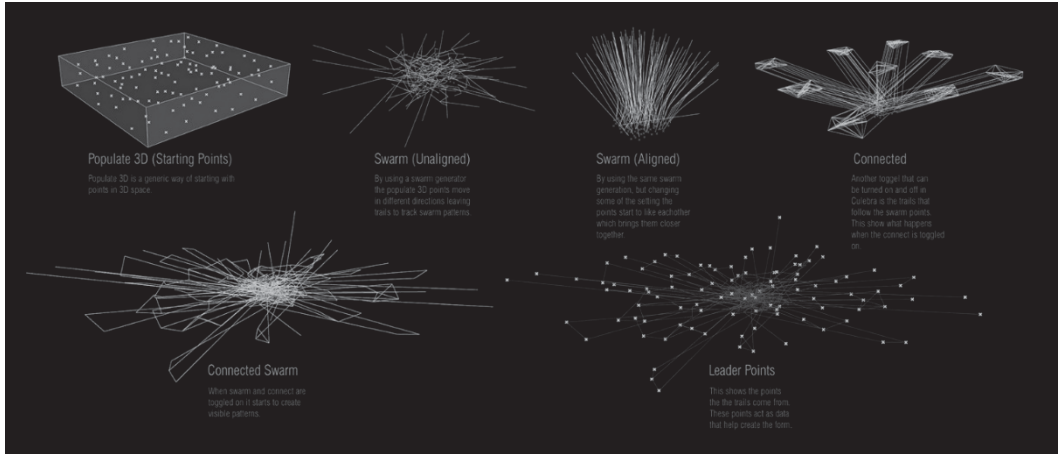 Populate 3D (Starting Points)
Populate 3D is a generic way of starting with
points in 3D space.
Swarm (Unaligned)
By using a swarm generator
the populate 3D points move
in different directions leaving
trails to track swarm patterns.
Swarm (Aligned)
By using the same swarm
generation, but changing
some of the setting the
points start to like eachother
which brings them closer
together
Connected
Another toggel that can
be turned on and off in
Culebra is the trails that
follow the swarm points.
This show what happens
when the connect is toggled
on.
Connected Swarm
When swarm and connect are
toggled on it starts to create
visible patterns.
Leader Points
This shows the points
the the trails come from.
These points act as data
that help create the form.